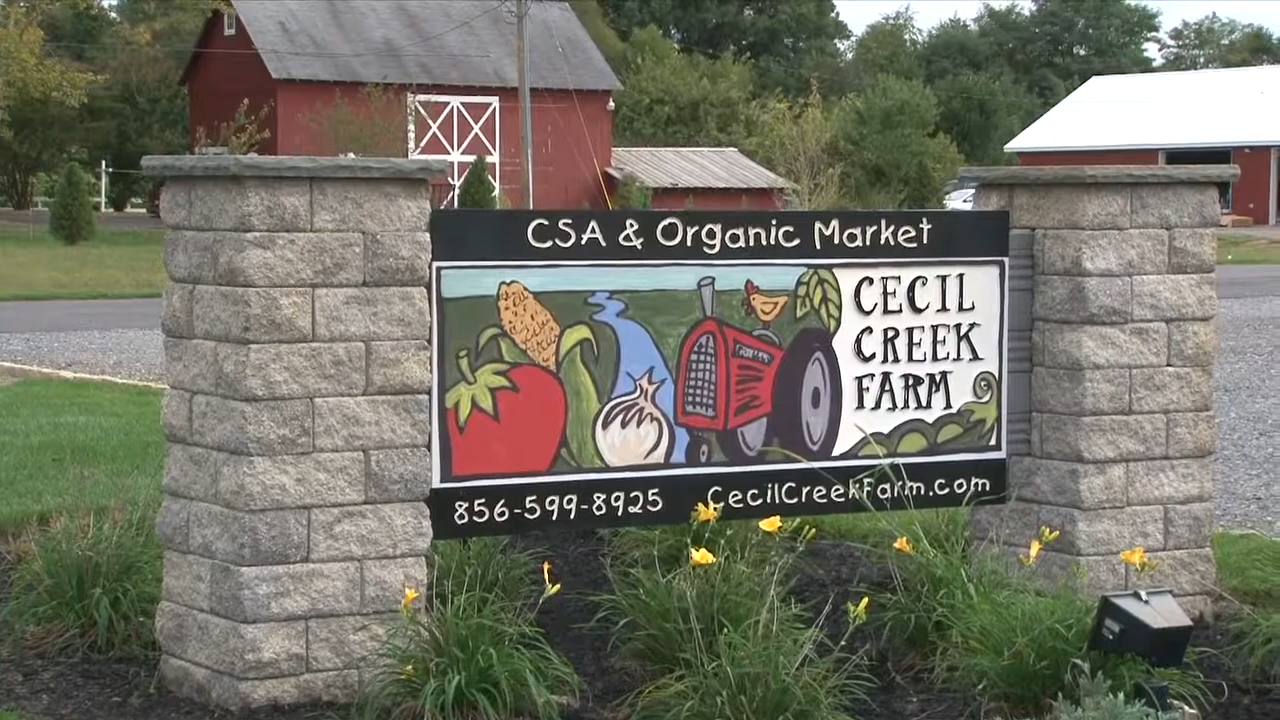 CSA & Organic Market
CECIL
CREEK
FARM
856-599-8925 CecilCreekFarm.com